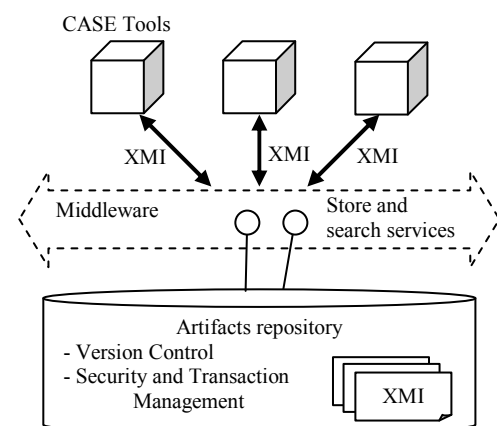 CASE Tools
XMI
XMI
XMI
Middleware
Store and
search services
Artifacts repository
- Version Control
- Security and Transaction
Management
XMI